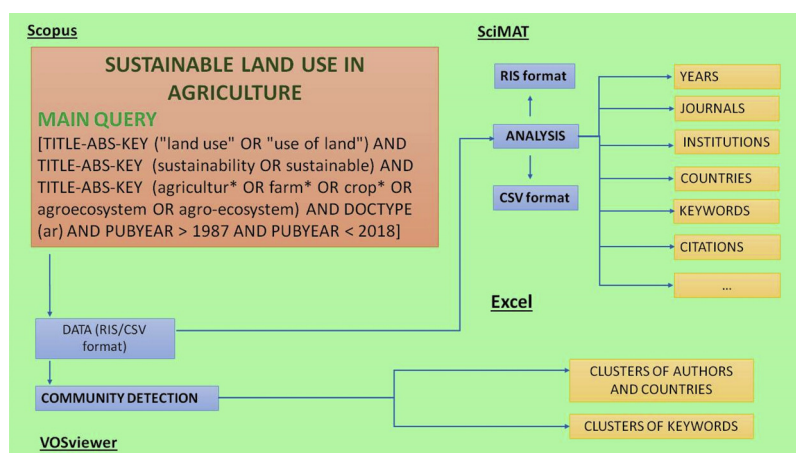 Scopus
SUSTAINABLE LAND USE IN
AGRICULTURE
MAIN QUERY
[TITLE-ABS-KEY ("land use" OR "use of land") AND
TITLE-ABS-KEY (sustainability OR sustainable) AND
TITLE-ABS-KEY (agricultur* OR farm* OR crop* OR
agroecosystem OR agro-ecosystem) AND DOCTYPE
(ar) AND PUBYEAR > 1987 AND PUBYEAR < 2018]
DATA (RIS/CSV
format)
COMMUNITY DETECTION
VOSviewer
SciMAT
RIS format
ANALYSIS
CSV format
Excel
YEARS
JOURNALS
INSTITUTIONS
COUNTRIES
KEYWORDS
CITATIONS
...
CLUSTERS OF AUTHORS
AND COUNTRIES
CLUSTERS OF KEYWORDS